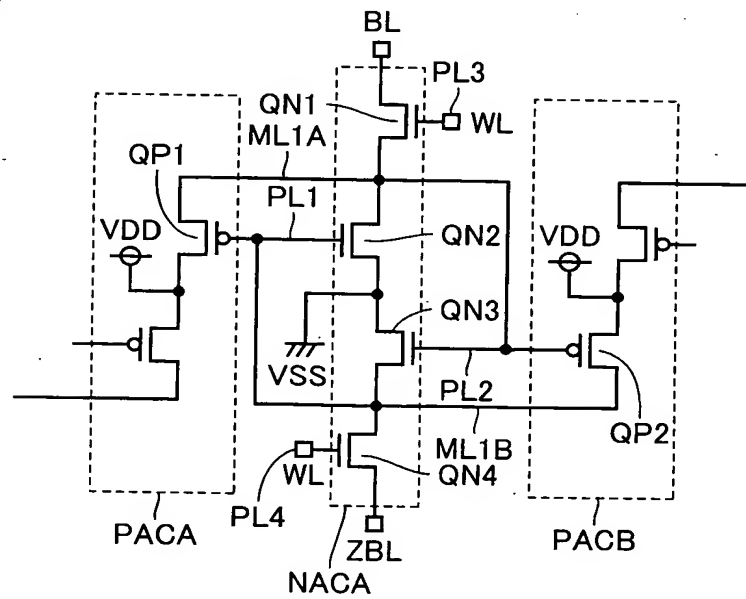 BL
PL3
QN1
WL
ML1A
QP1
PL1
VDD
QN2
VDD
QN3
VSS
PL2
QP2
ML1B
WL
QN4
PL4
PACA
ZBL
PACB
NACA